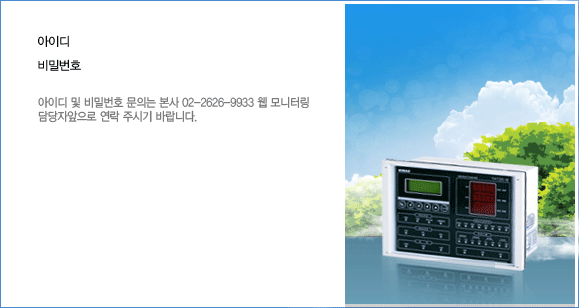 아이디
비밀번호
아이디 및 비밀번호 문의는 본사 02-2626-9933 웹 모니터링
담당자앞으로 연락 주시기 바랍니다.